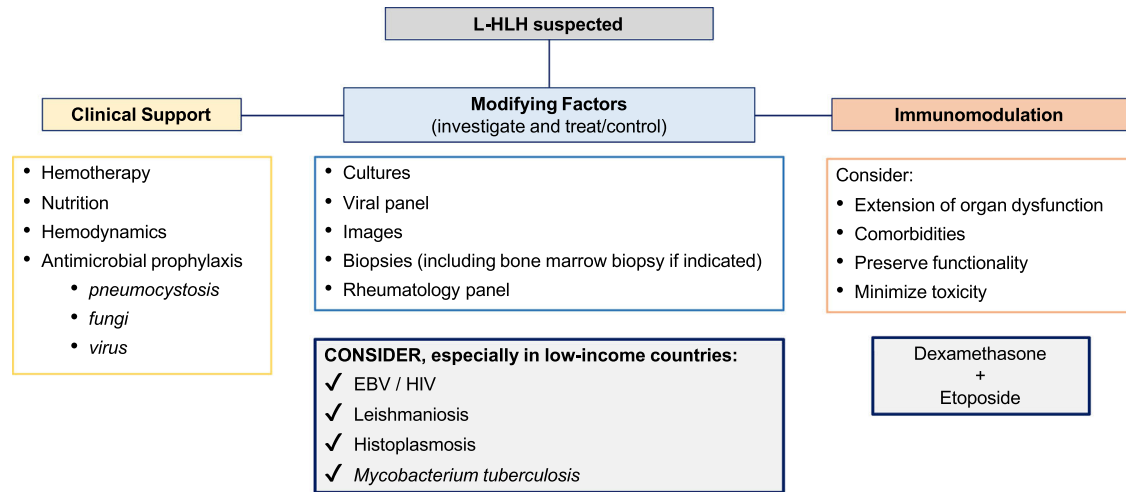 L-HLH suspected
Clinical Support
Modifying Factors
(investigate and treat/control)
Immunomodulation
• Hemotherapy
• Nutrition
• Hemodynamics
• Antimicrobial prophylaxis
• pneumocystosis
• fungi
• virus
• Cultures
• Viral panel
• Images
• Biopsies (including bone marrow biopsy if indicated)
• Rheumatology panel
CONSIDER, especially in low-income countries:
✓ EBV / HIV
✓ Leishmaniosis
✓ Histoplasmosis
✓ Mycobacterium tuberculosis
Consider:
• Extension of organ dysfunction
• Comorbidities
• Preserve functionality
• Minimize toxicity
Dexamethasone
+
Etoposide